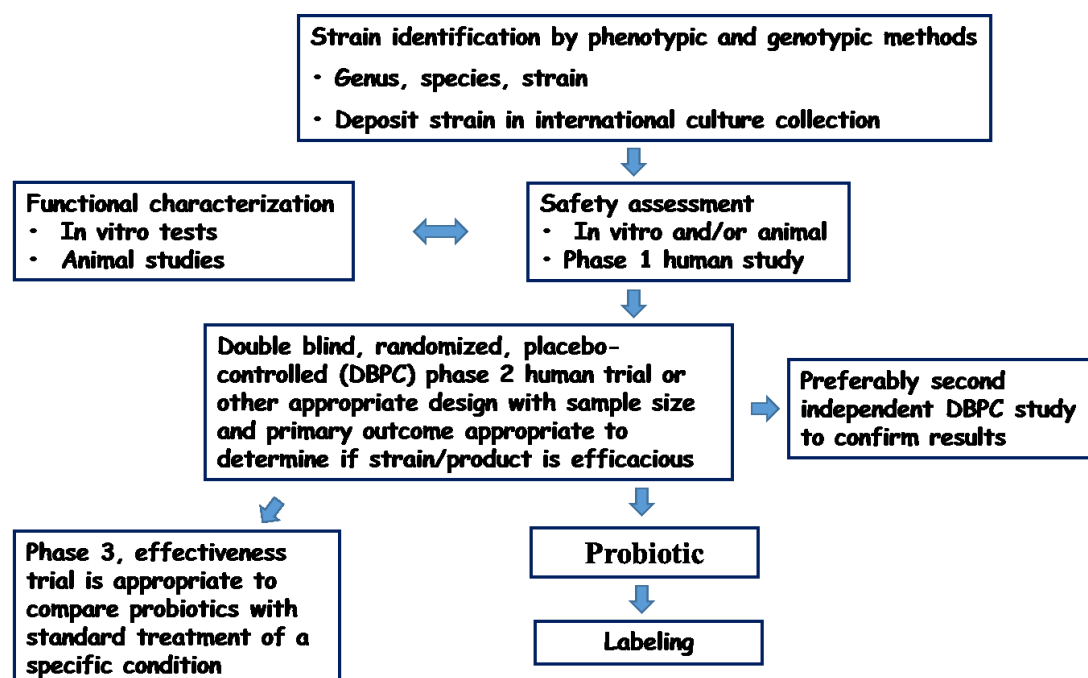 Strain identification by phenotypic and genotypic methods
· Genus, species, strain
· Deposit strain in international culture collection
Functional characterization
· In vitro tests
· Animal studies
Safety assessment
· In vitro and/or animal
· Phase 1 human study
Double blind, randomized, placebo-
controlled (DBPC) phase 2 human trial or
other appropriate design with sample size
and primary outcome appropriate to
determine if strain/product is efficacious
Preferably second
independent DBPC study
to confirm results
Phase 3, effectiveness
trial is appropriate to
compare probiotics with
standard treatment of a
specific condition
Probiotic
Labeling